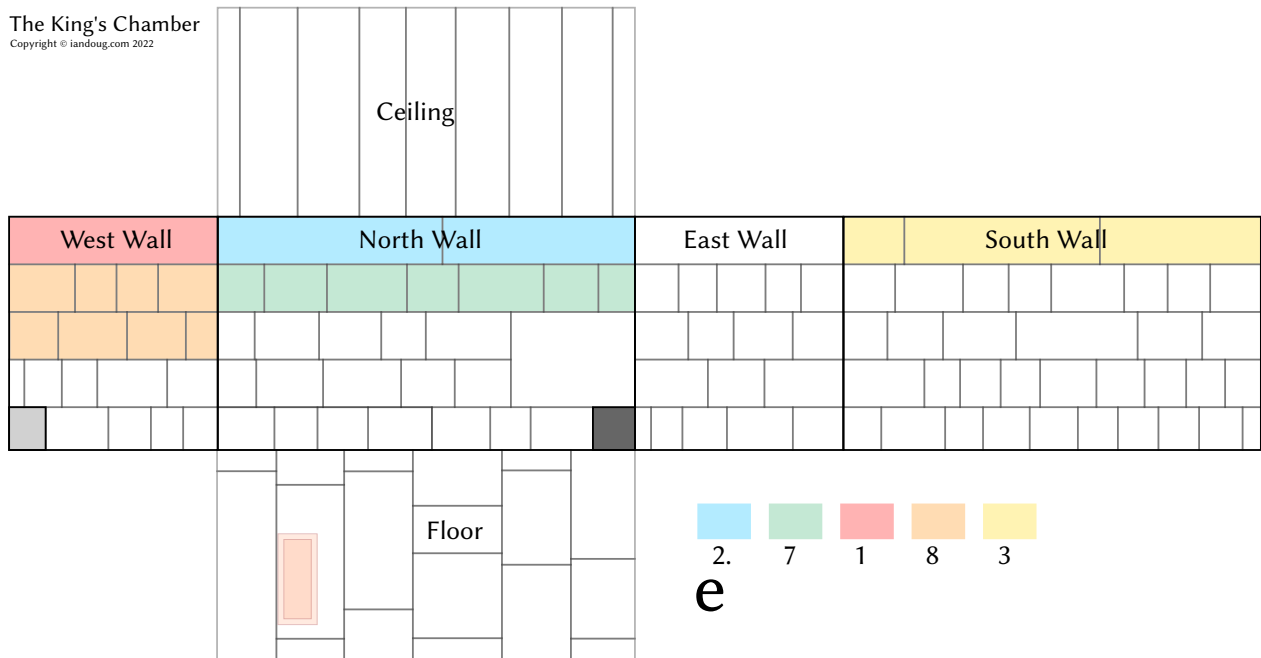 The King's Chamber
Copyright © iandoug.com 2022
Ceiling
West Wall
North Wall
East Wall
South Wall
Floor
2. 7 1 8 3
e